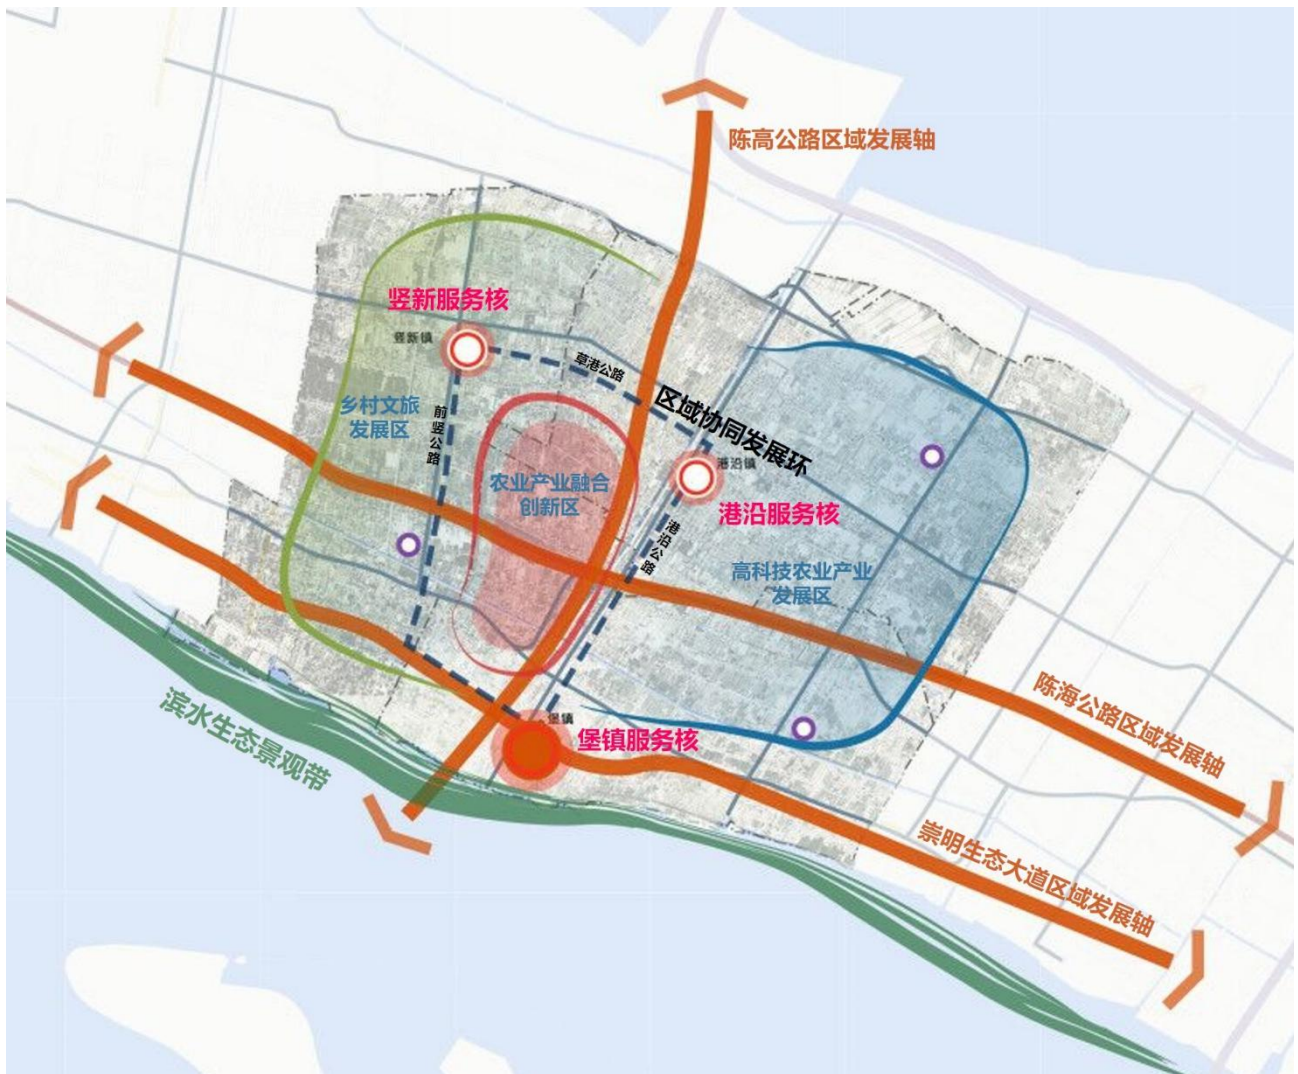 陈高公路区域发展轴
竖新服务核
竖新镇
草港公路
区域协同发展环
乡村文旅
发展区
前竖公路
农业产业融合
创新区
港沿镇
港沿服务核
港沿公路
高科技农业产业
发展区
滨水生态景观带
堡镇
堡镇服务核
陈海公路区域发展轴
崇明生态大道区域发展轴